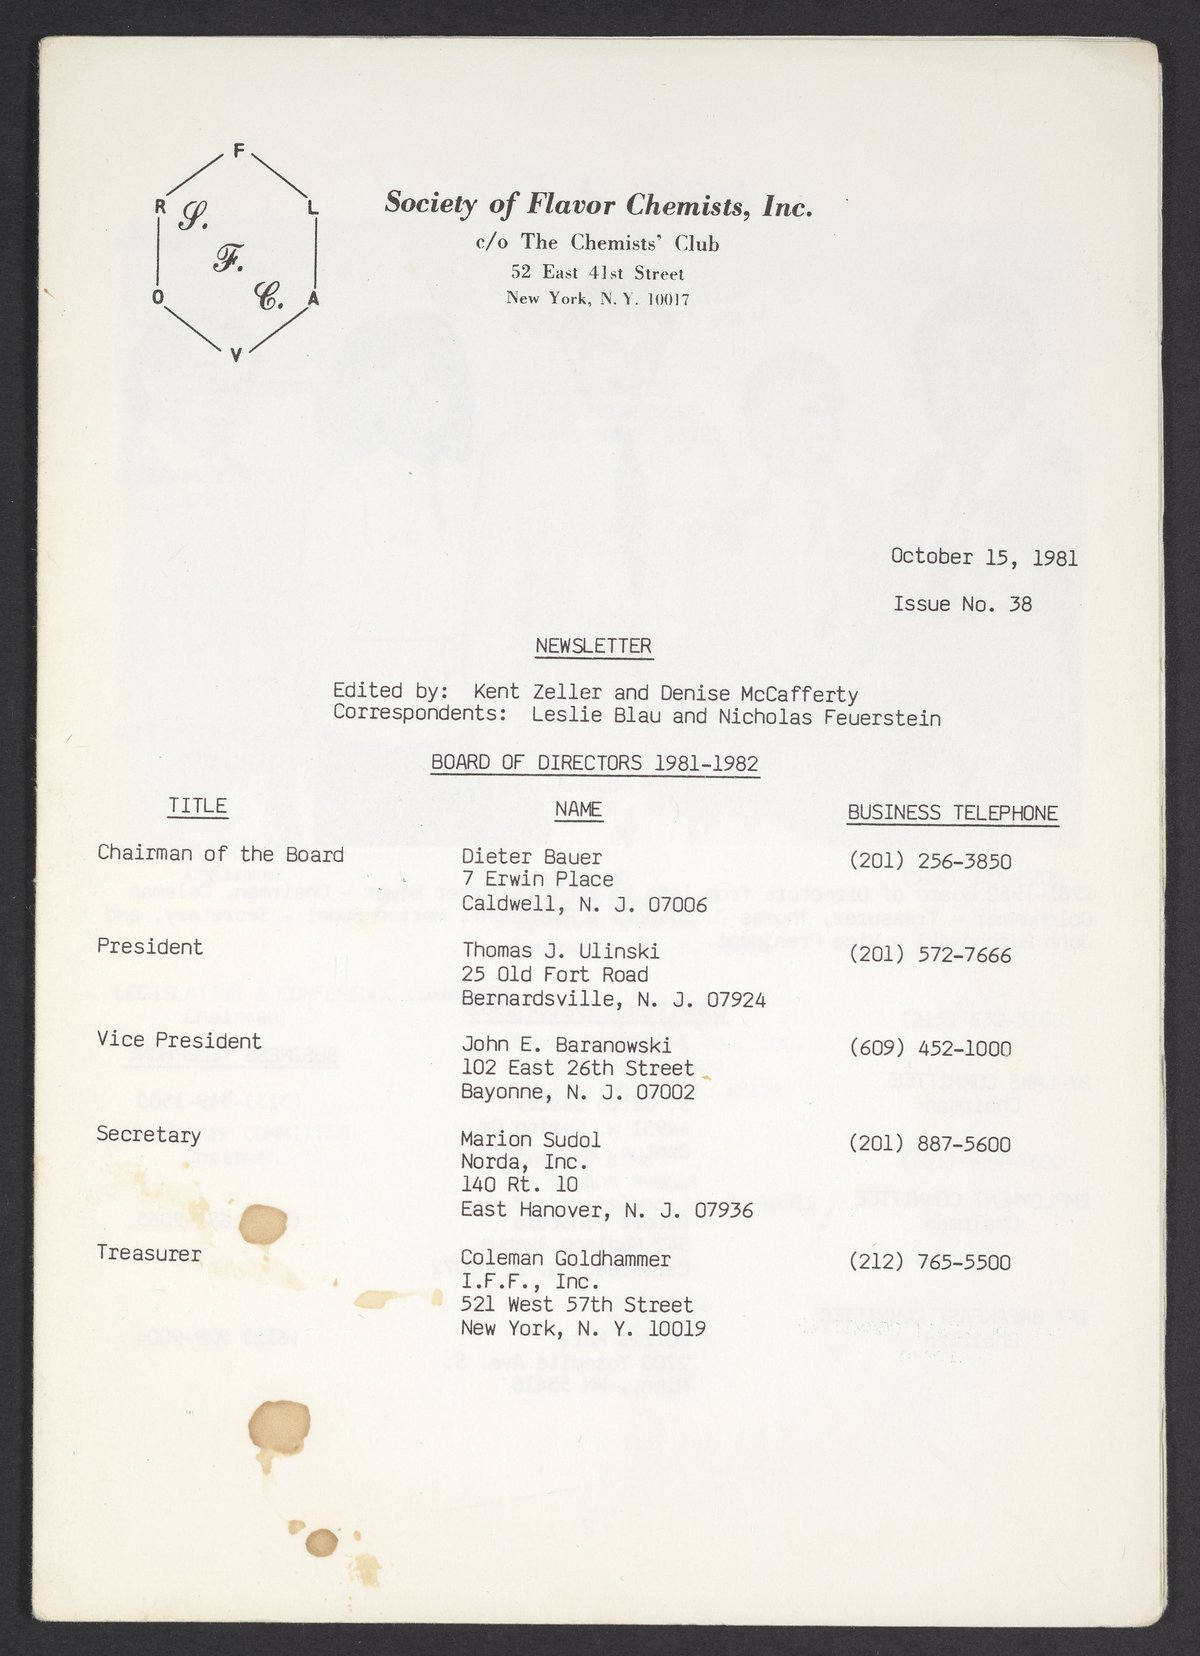 F
R L
S.
F.
C.
O A
V
Society of Flavor Chemists, Inc.
c/o The Chemists' Club
52 East 41st Street
New York, N. Y. 10017
October 15, 1981
Issue No. 38
NEWSLETTER
Edited by: Kent Zeller and Denise McCafferty
Correspondents: Leslie Blau and Nicholas Feuerstein
BOARD OF DIRECTORS 1981-1982
TITLE NAME BUSINESS TELEPHONE
Chairman of the Board Dieter Bauer (201) 256-3850
7 Erwin Place
Caldwell, N. J. 07006
President Thomas J. Ulinski (201) 572-7666
25 Old Fort Road
Bernardsville, N. J. 07924
Vice President John E. Baranowski (609) 452-1000
102 East 26th Street
Bayonne, N. J. 07002
Secretary Marion Sudol (201) 887-5600
Norda, Inc.
140 Rt. 10
East Hanover, N. J. 07936
Treasurer Coleman Goldhammer (212) 765-5500
I.F.F., Inc.
521 West 57th Street
New York, N. Y. 10019